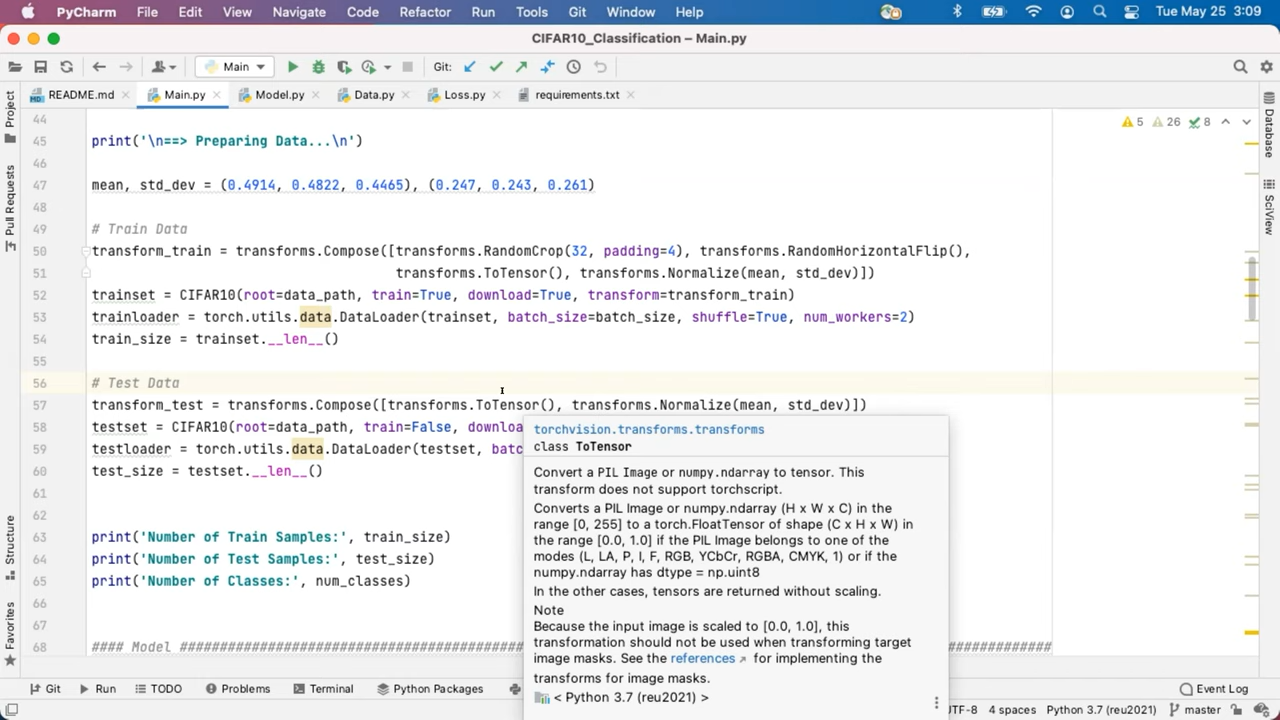 PyCharm File Edit View Navigate Code Refactor Run Tools Git Window Help Tue May 25 3:09
CIFAR10_Classification – Main.py
Main Git:
README.md Main.py Model.py Data.py Loss.py requirements.txt
Project
Pull Requests
Structure
Favorites
Database
SciView
5 26 8
44
45 print('\n==> Preparing Data...\n')
46
47 mean, std_dev = (0.4914, 0.4822, 0.4465), (0.247, 0.243, 0.261)
48
49 # Train Data
50 transform_train = transforms.Compose([transforms.RandomCrop(32, padding=4), transforms.RandomHorizontalFlip(),
51 transforms.ToTensor(), transforms.Normalize(mean, std_dev)])
52 trainset = CIFAR10(root=data_path, train=True, download=True, transform=transform_train)
53 trainloader = torch.utils.data.DataLoader(trainset, batch_size=batch_size, shuffle=True, num_workers=2)
54 train_size = trainset.__len__()
55
56 # Test Data
57 transform_test = transforms.Compose([transforms.ToTensor(), transforms.Normalize(mean, std_dev)])
58 testset = CIFAR10(root=data_path, train=False, downloa
59 testloader = torch.utils.data.DataLoader(testset, batc
60 test_size = testset.__len__()
61
62
63 print('Number of Train Samples:', train_size)
64 print('Number of Test Samples:', test_size)
65 print('Number of Classes:', num_classes)
66
67
68 #### Model ####
torchvision.transforms.transforms
class ToTensor
Convert a PIL Image or numpy.ndarray to tensor. This
transform does not support torchscript.
Converts a PIL Image or numpy.ndarray (H x W x C) in the
range [0, 255] to a torch.FloatTensor of shape (C x H x W) in
the range [0.0, 1.0] if the PIL Image belongs to one of the
modes (L, LA, P, I, F, RGB, YCbCr, RGBA, CMYK, 1) or if the
numpy.ndarray has dtype = np.uint8
In the other cases, tensors are returned without scaling.
Note
Because the input image is scaled to [0.0, 1.0], this
transformation should not be used when transforming target
image masks. See the references for implementing the
transforms for image masks.
< Python 3.7 (reu2021) >
Git Run TODO Problems Terminal Python Packages Event Log
UTF-8 4 spaces Python 3.7 (reu2021) master